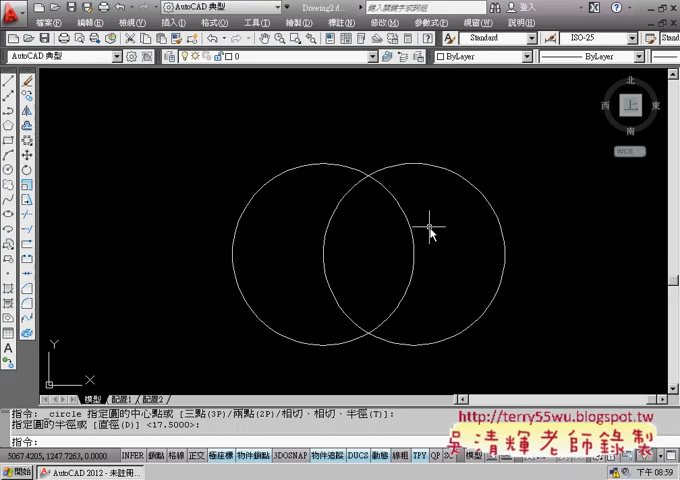 AutoCAD 典型
Drawing2.d...
鍵入關鍵字或片語
登入
檔案(F) 編輯(E) 檢視(V) 插入(I) 格式(O) 工具(T) 繪製(D) 標註(N) 修改(M) 參數式(P) 視窗(W) 說明(H)
Standard ISO-25 Standa
AutoCAD 典型 0 ByLayer ByLayer
北
西 上 東
南
WCS
Y
X
模型 配置1 配置2
指令: _circle 指定圓的中心點或 [三點(3P)/兩點(2P)/相切、相切、半徑(T)]:
指定圓的半徑或 [直徑(D)] <17.5000>:
指令:
http://terry55wu.blogspot.tw
吳清輝老師錄製
5067.4205, 1247.7263, 0.0000 INFER 鎖點 格線 正交 極座標 物件鎖點 3DOSNAP 物件追蹤 DUCS 動態 線粗 TPY QP SC 模型
開始 AutoCAD 2012 - 未註冊... 下午 08:59